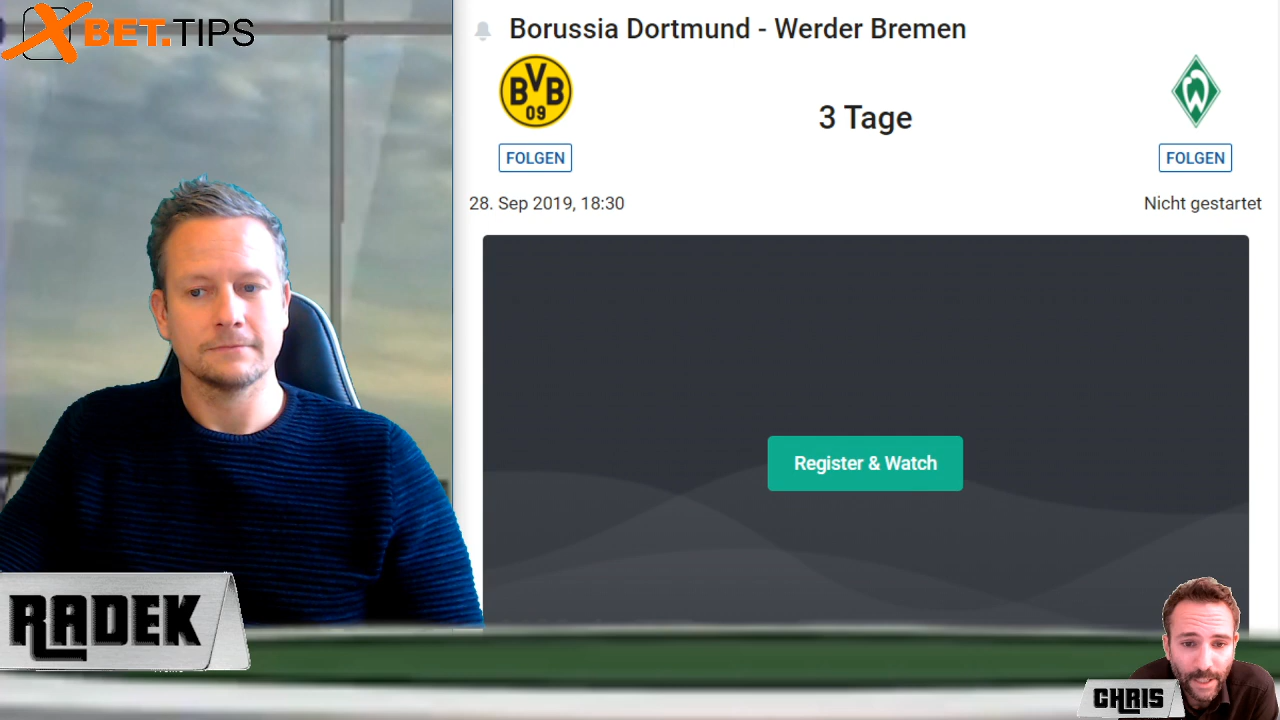 XBET.TIPS
Borussia Dortmund - Werder Bremen
BVB
09
W
3 Tage
FOLGEN
FOLGEN
28. Sep 2019, 18:30
Nicht gestartet
Register & Watch
RADEK
CHRIS